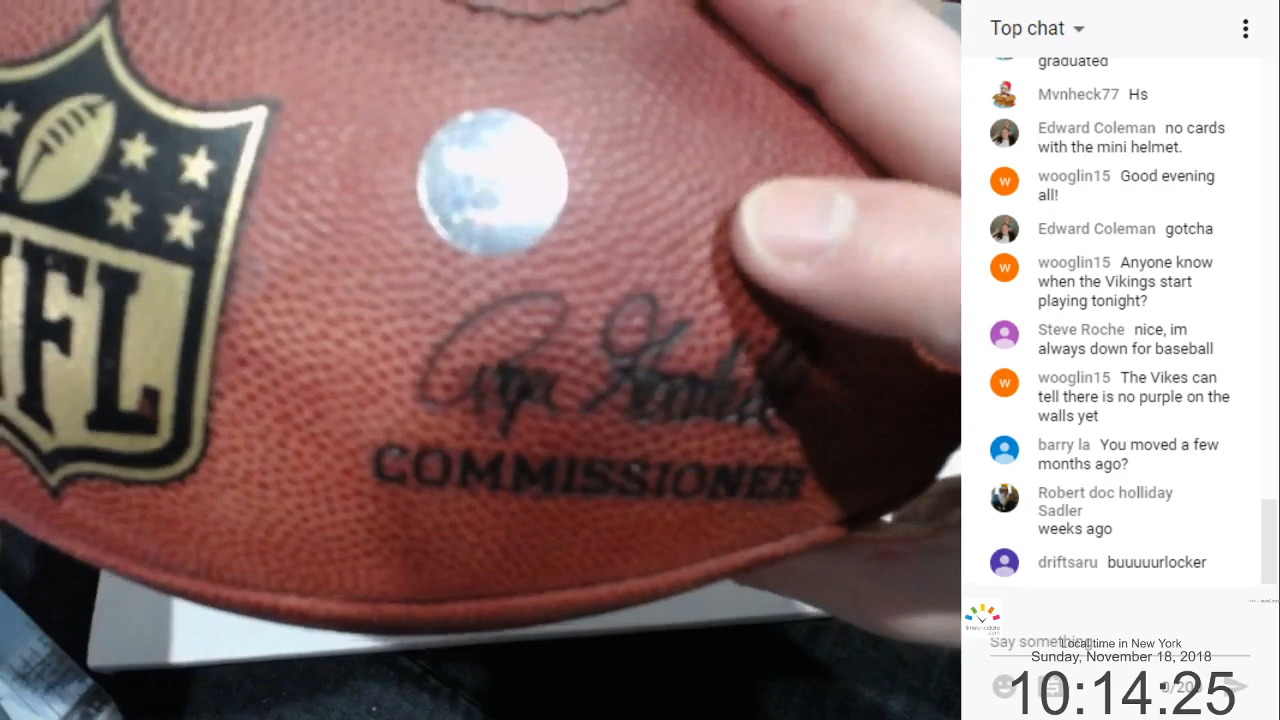 NFL
Roger Goodell
COMMISSIONER
Top chat
graduated
Mvnheck77 Hs
Edward Coleman no cards
with the mini helmet.
wooglin15 Good evening
all!
Edward Coleman gotcha
wooglin15 Anyone know
when the Vikings start
playing tonight?
Steve Roche nice, im
always down for baseball
wooglin15 The Vikes can
tell there is no purple on the
walls yet
barry la You moved a few
months ago?
Robert doc holliday
Sadler
weeks ago
driftsaru buuuuurlocker
Say something...
Local time in New York
Sunday, November 18, 2018
10:14:25